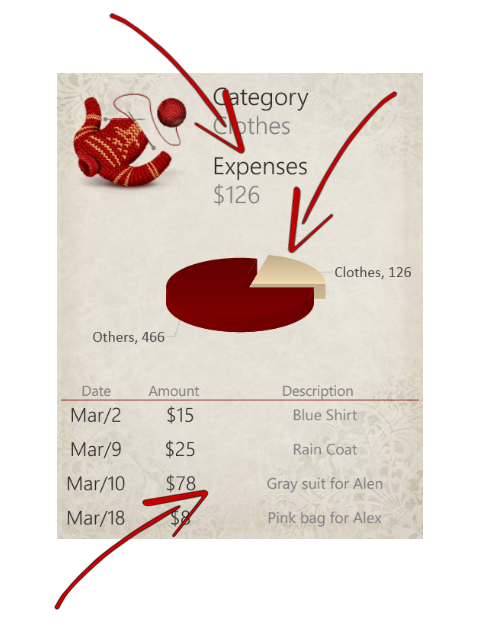 Category
Clothes
Expenses
$126
Clothes, 126
Others, 466
Date Amount Description
Mar/2 $15 Blue Shirt
Mar/9 $25 Rain Coat
Mar/10 $78 Gray suit for Alen
Mar/18 $8 Pink bag for Alex